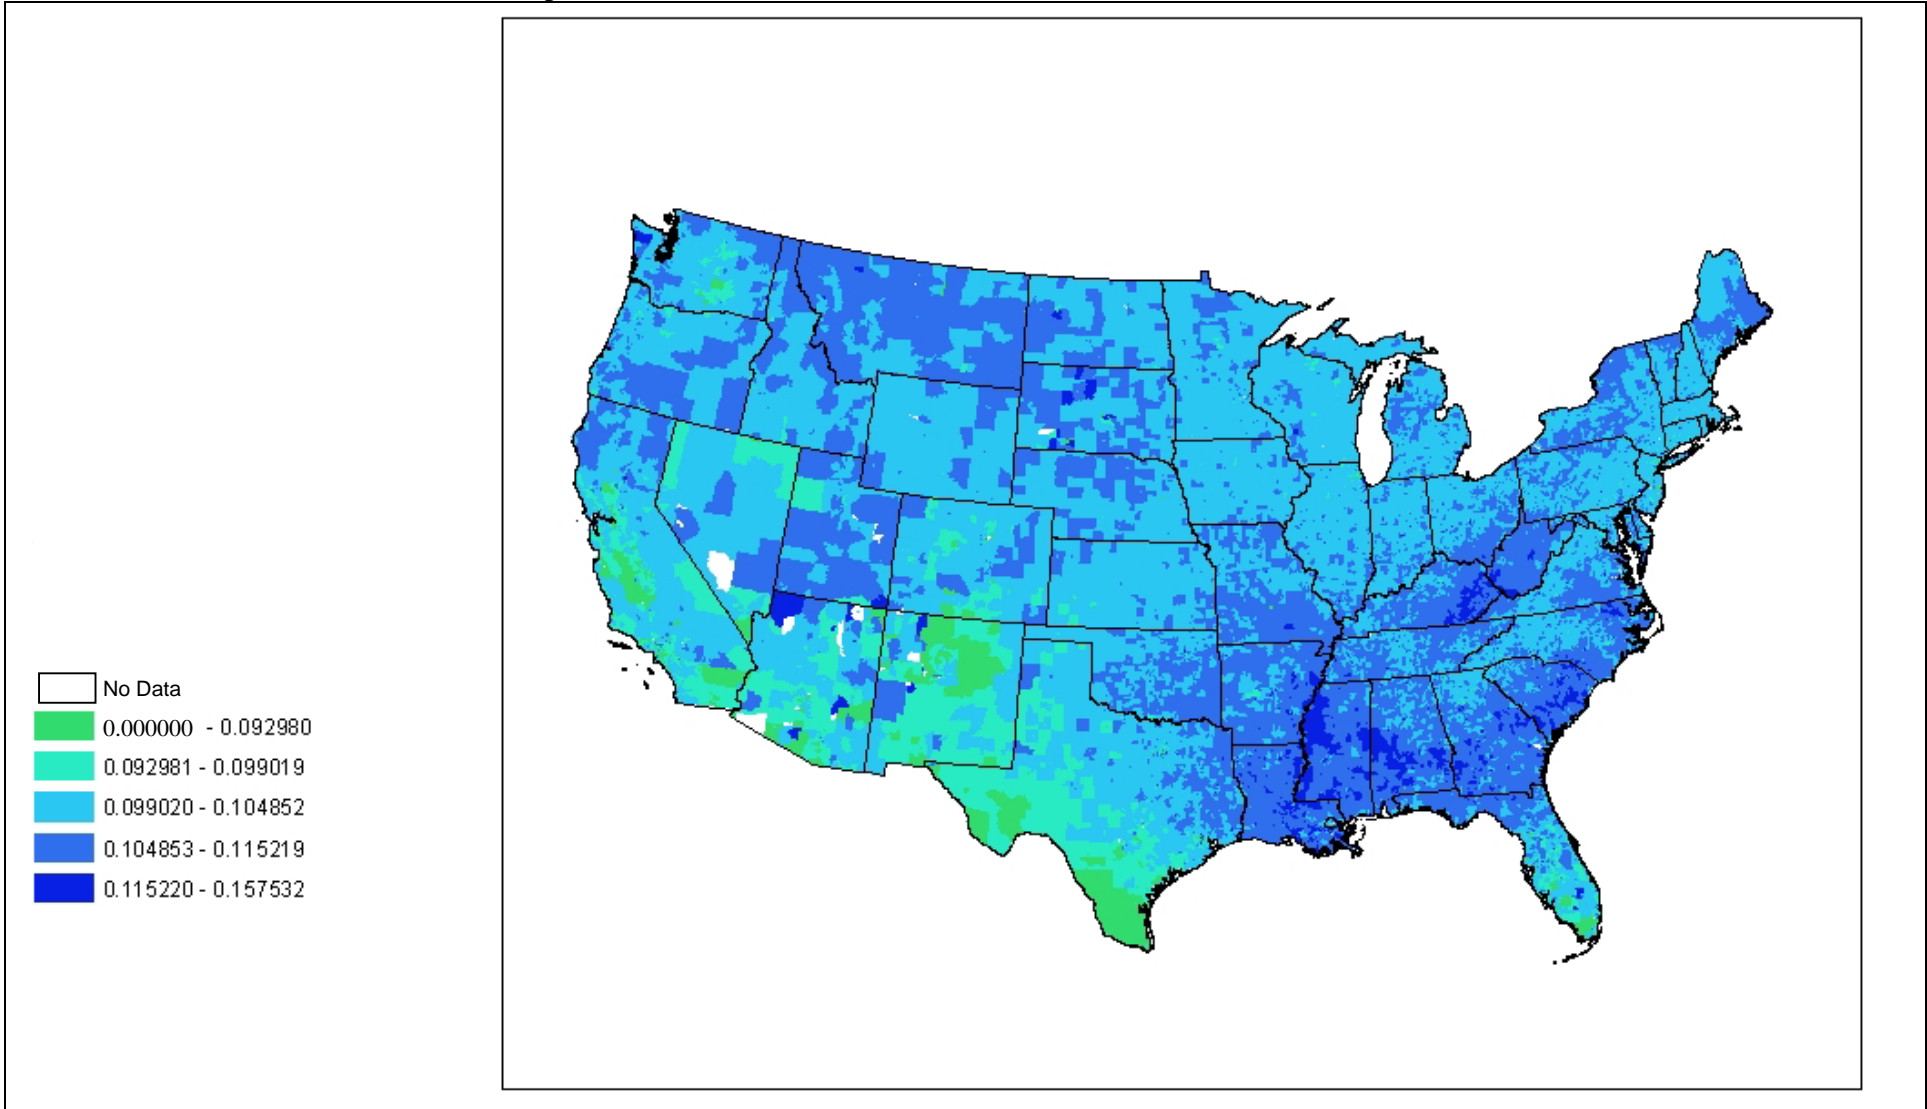 No Data
0.000000 - 0.092980
0.092981 - 0.099019
0.099020 - 0.104852
0.104853 - 0.115219
0.115220 - 0.157532